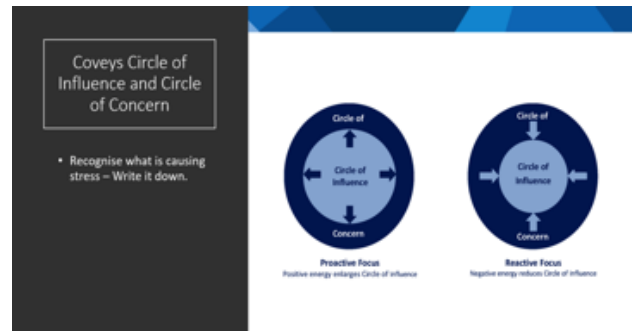 Coveys Circle of
Influence and Circle
of Concern
• Recognise what is causing
stress – Write it down.
Circle of
Circle of
Influence
Concern
Proactive Focus
Positive energy enlarges Circle of Influence
Circle of
Circle of
Influence
Concern
Reactive Focus
Negative energy reduces Circle of Influence